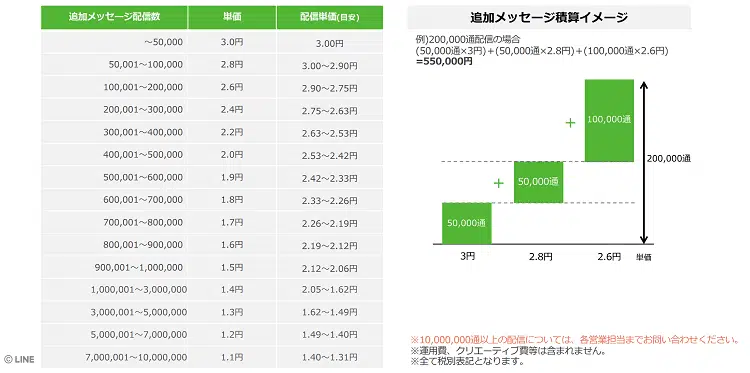 追加メッセージ配信数 単価 配信単価(目安)
～50,000 3.0円 3.00円
50,001～100,000 2.8円 3.00～2.90円
100,001～200,000 2.6円 2.90～2.75円
200,001～300,000 2.4円 2.75～2.63円
300,001～400,000 2.2円 2.63～2.53円
400,001～500,000 2.0円 2.53～2.42円
500,001～600,000 1.9円 2.42～2.33円
600,001～700,000 1.8円 2.33～2.26円
700,001～800,000 1.7円 2.26～2.19円
800,001～900,000 1.6円 2.19～2.12円
900,001～1,000,000 1.5円 2.12～2.06円
1,000,001～3,000,000 1.4円 2.05～1.62円
3,000,001～5,000,000 1.3円 1.62～1.49円
5,000,001～7,000,000 1.2円 1.49～1.40円
7,000,001～10,000,000 1.1円 1.40～1.31円
© LINE
追加メッセージ積算イメージ
例)200,000通配信の場合
(50,000通×3円)＋(50,000通×2.8円)＋(100,000通×2.6円)
=550,000円
+ 100,000通
200,000通
+ 50,000通
50,000通
3円 2.8円 2.6円 単価
※10,000,000通以上の配信については、各営業担当までお問い合わせください。
※運用費、クリエーティブ費等は含まれません。
※全て税別表記となります。